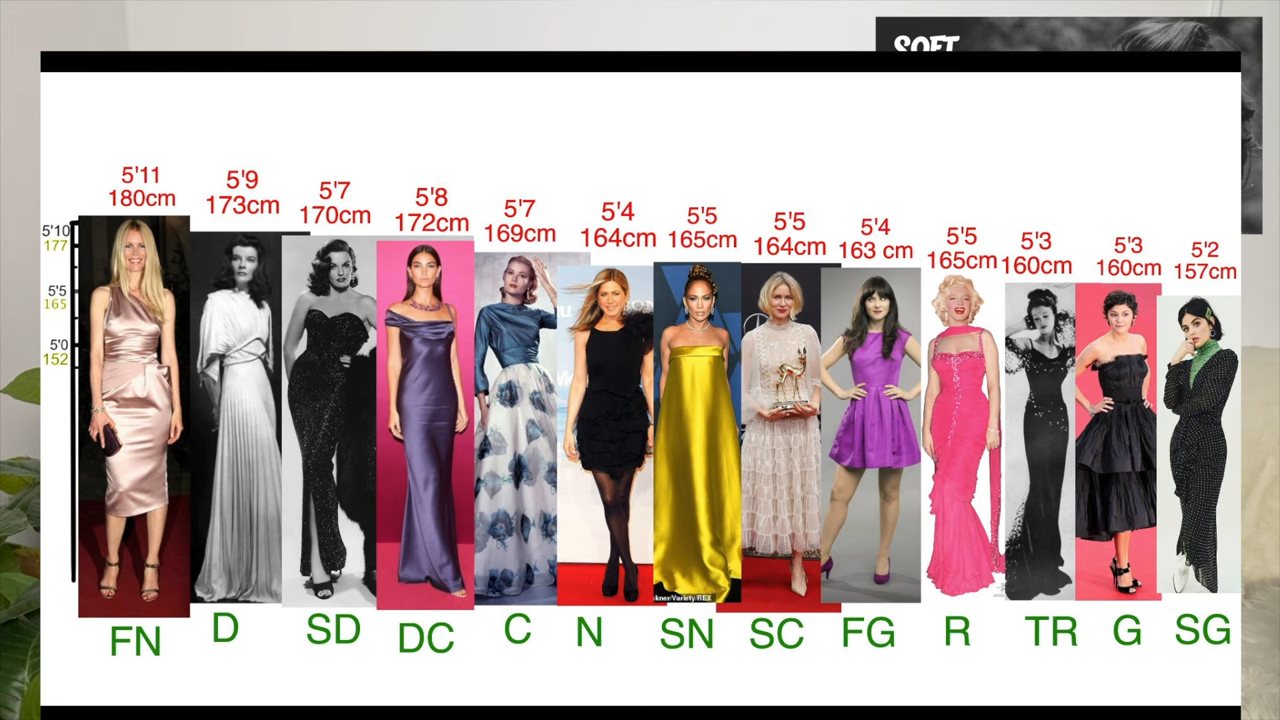 SOFT
5'11
180cm
5'9
173cm
5'7
170cm
5'8
172cm
5'7
169cm
5'4
164cm
5'5
165cm
5'5
164cm
5'4
163 cm
5'5
165cm
5'3
160cm
5'3
160cm
5'2
157cm
5'10
177
5'5
165
5'0
152
kner/Variety REX
FN
D
SD
DC
C
N
SN
SC
FG
R
TR
G
SG